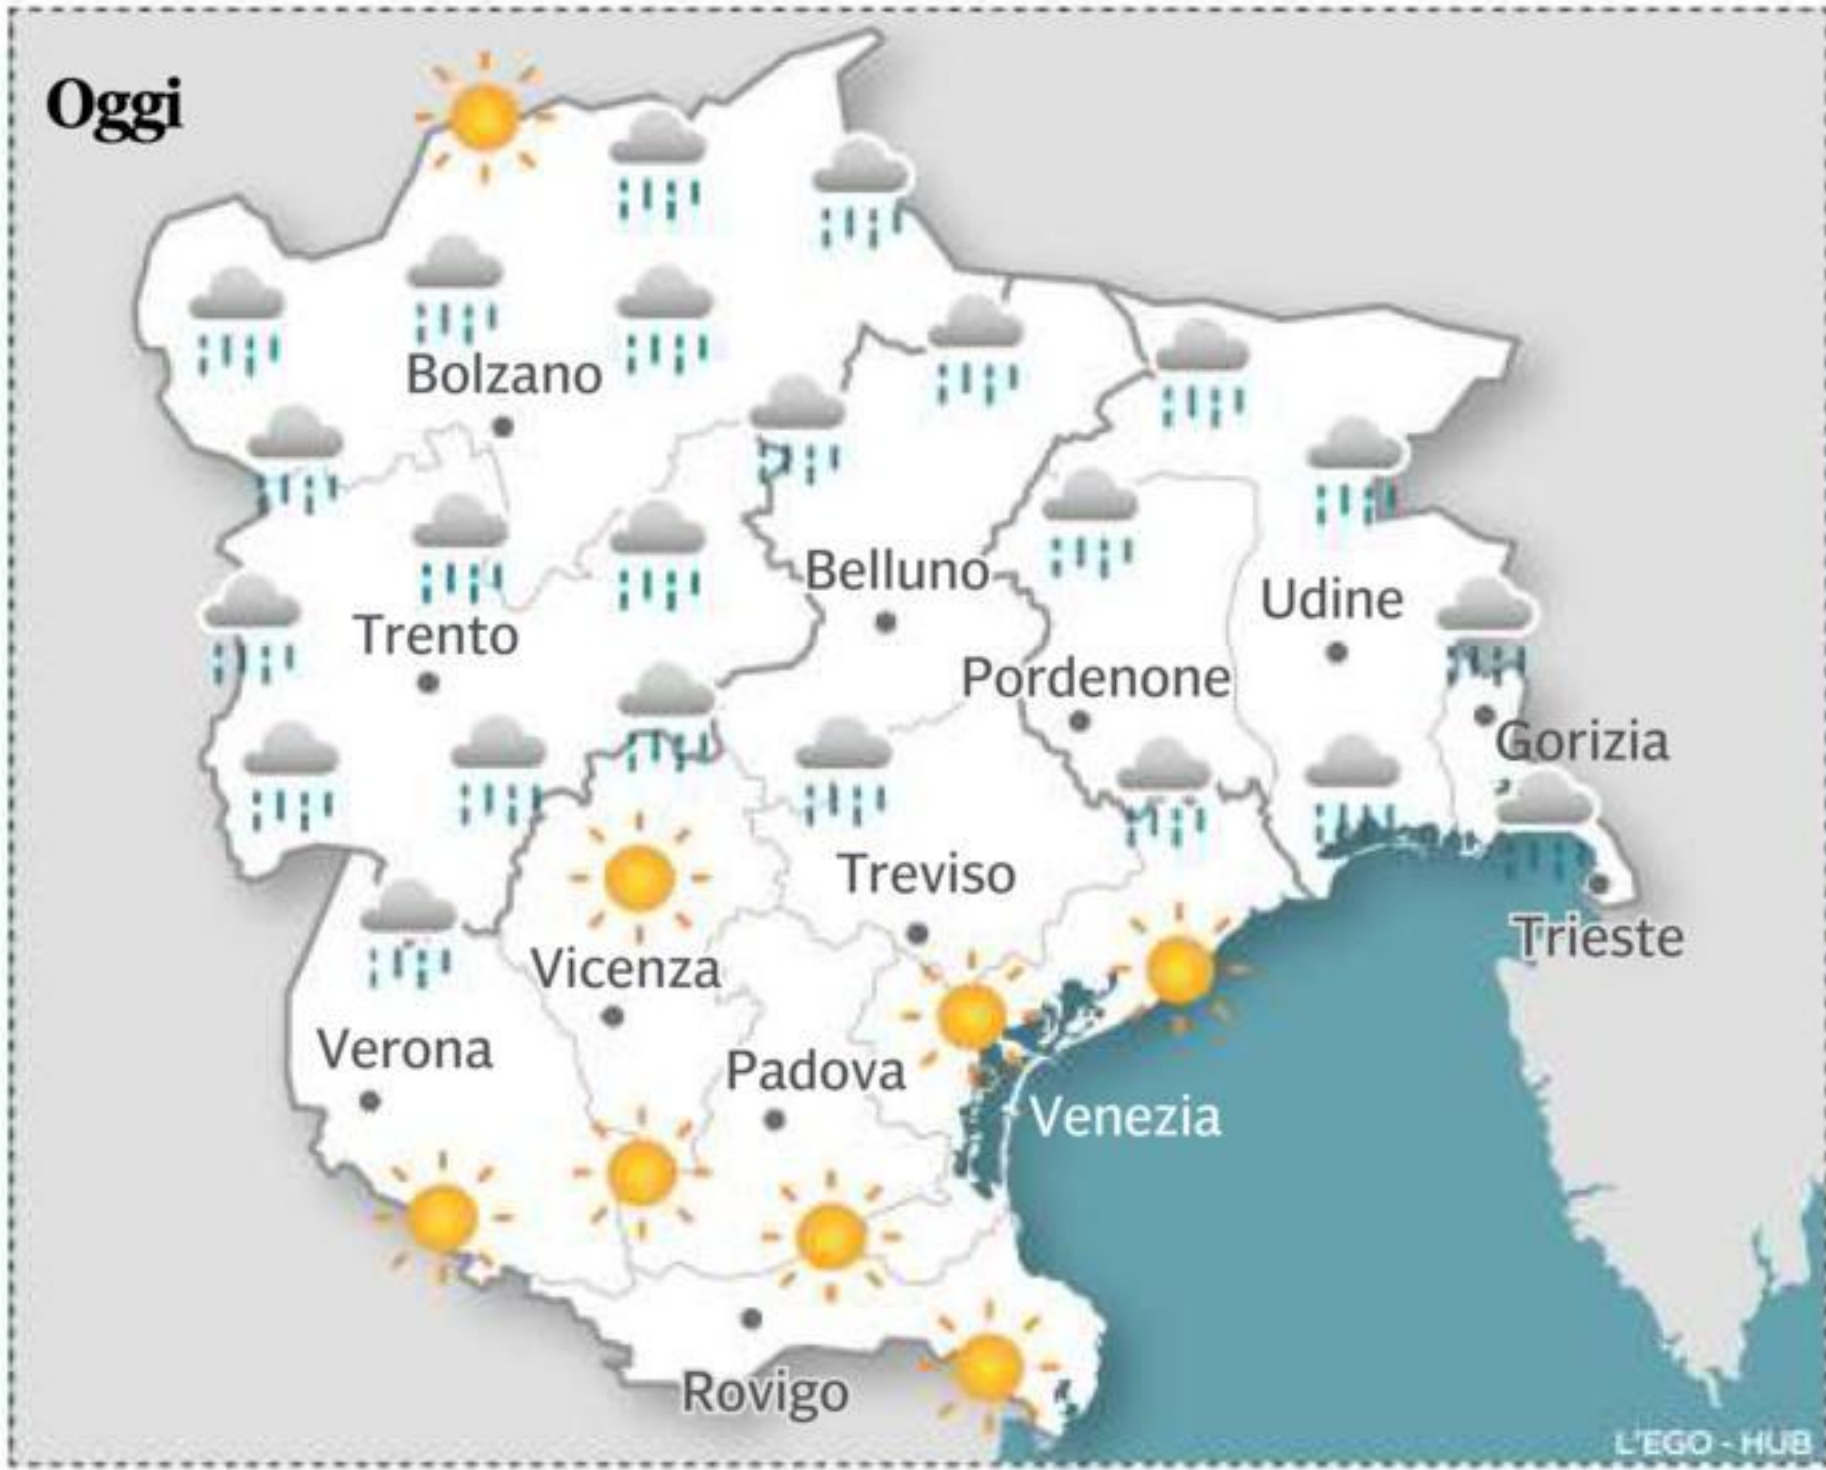 Oggi
Bolzano
Belluno
Udine
Trento
Pordenone
Gorizia
Treviso
Trieste
Vicenza
Verona
Padova
Venezia
Rovigo
L'EGO - HUB